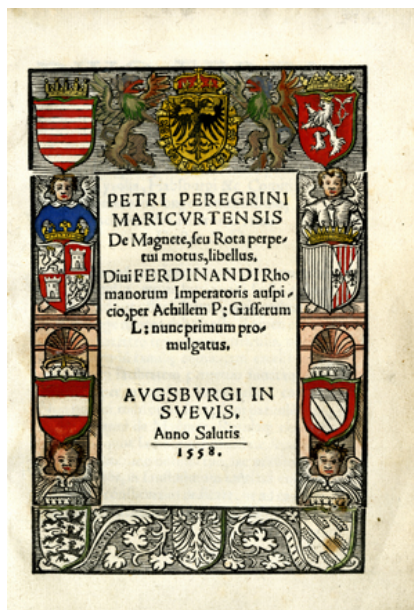 PETRI PEREGRINI
MARICVRTENSIS
De Magnete, seu Rota perpe-
tui motus, libellus.
Diui FERDINANDI Rho
manorum Imperatoris auspi-
cio, per Achillem P: Gasserum
L: nunc primum pro-
mulgatus.
AVGSBVRGI IN
SVEVIS.
Anno Salutis
1558.